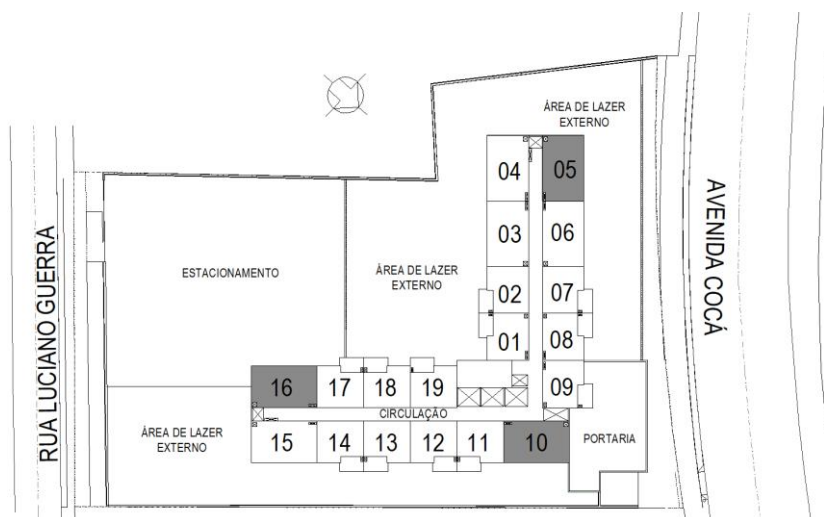 ÁREA DE LAZER
EXTERNO
04
05
03
06
RUA LUCIANO GUERRA
ESTACIONAMENTO
ÁREA DE LAZER
EXTERNO
AVENIDA COCÁ
02
07
01
08
16
17
18
19
09
CIRCULAÇÃO
ÁREA DE LAZER
EXTERNO
15
14
13
12
11
10
PORTARIA